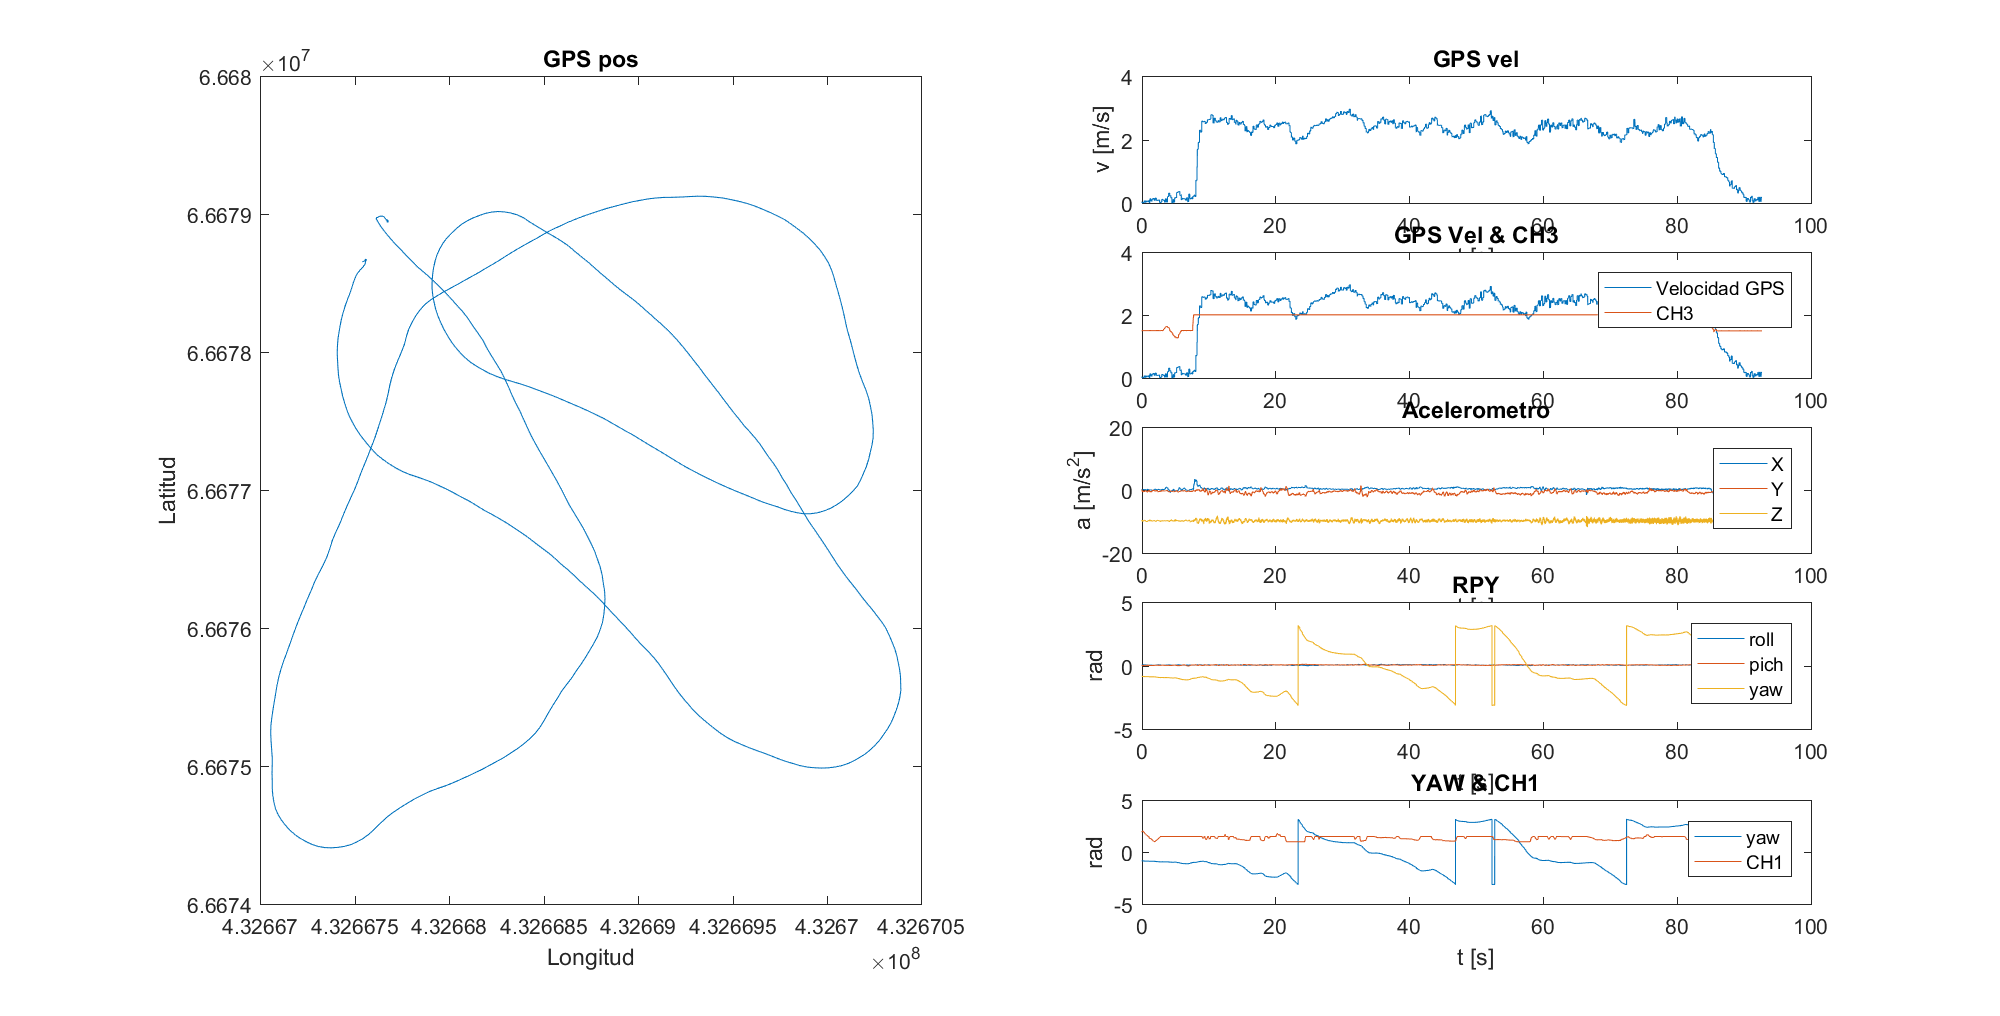 GPS pos
×10^7
6.668
6.6679
6.6678
6.6677
6.6676
6.6675
6.6674
Latitud
4.32667 4.326675 4.32668 4.326685 4.32669 4.326695 4.3267 4.326705
Longitud
×10^8
GPS vel
4
2
0
v [m/s]
0 20 40 60 80 100
t [s]
GPS Vel & CH3
4
2
0
Velocidad GPS
CH3
0 20 40 60 80 100
Acelerometro
20
0
-20
a [m/s^2]
X
Y
Z
0 20 40 60 80 100
t [s]
RPY
5
0
-5
rad
roll
pich
yaw
0 20 40 60 80 100
t [s]
YAW & CH1
5
0
-5
rad
yaw
CH1
0 20 40 60 80 100
t [s]